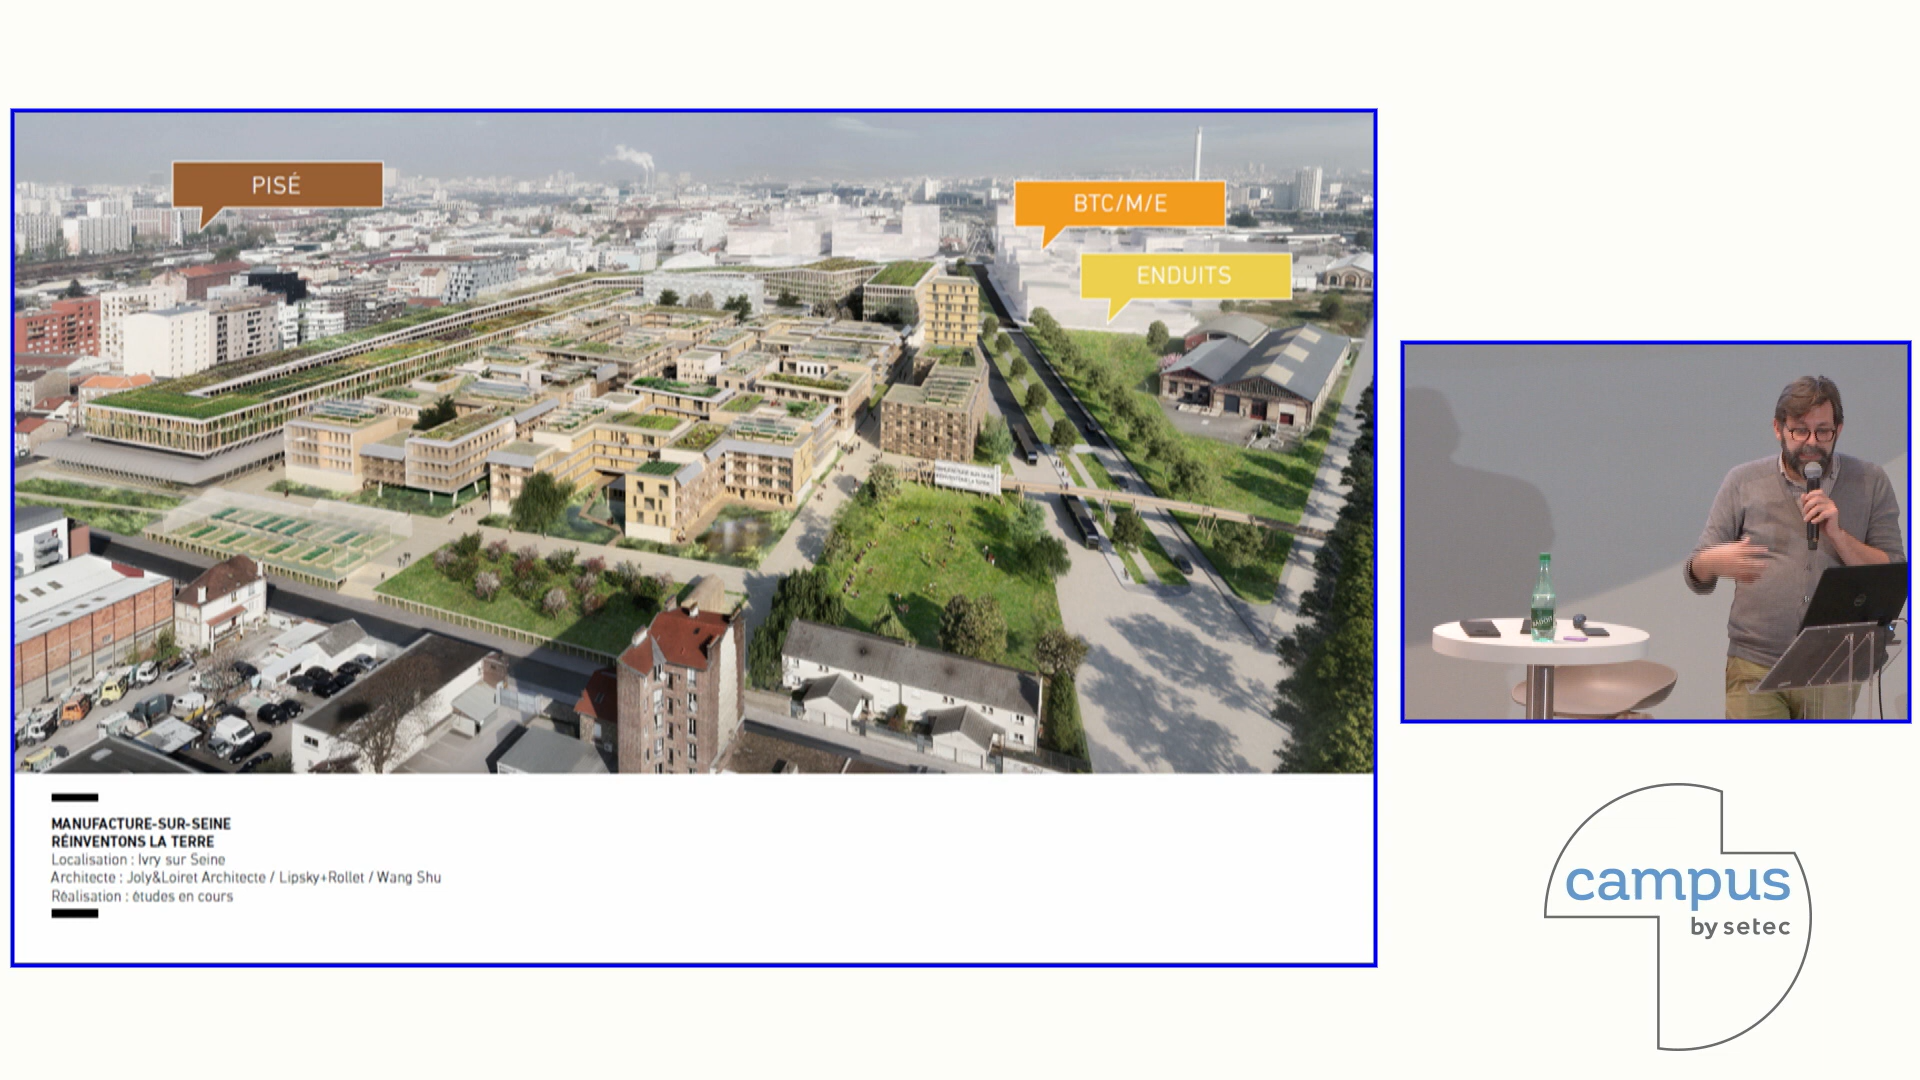 PISÉ
BTC/M/E
ENDUITS
MANUFACTURE-SUR-SEINE
RÉINVENTONS LA TERRE
Localisation : Ivry sur Seine
Architecte : Joly&Loiret Architecte / Lipsky+Rollet / Wang Shu
Réalisation : études en cours
BADOIT
campus
by setec